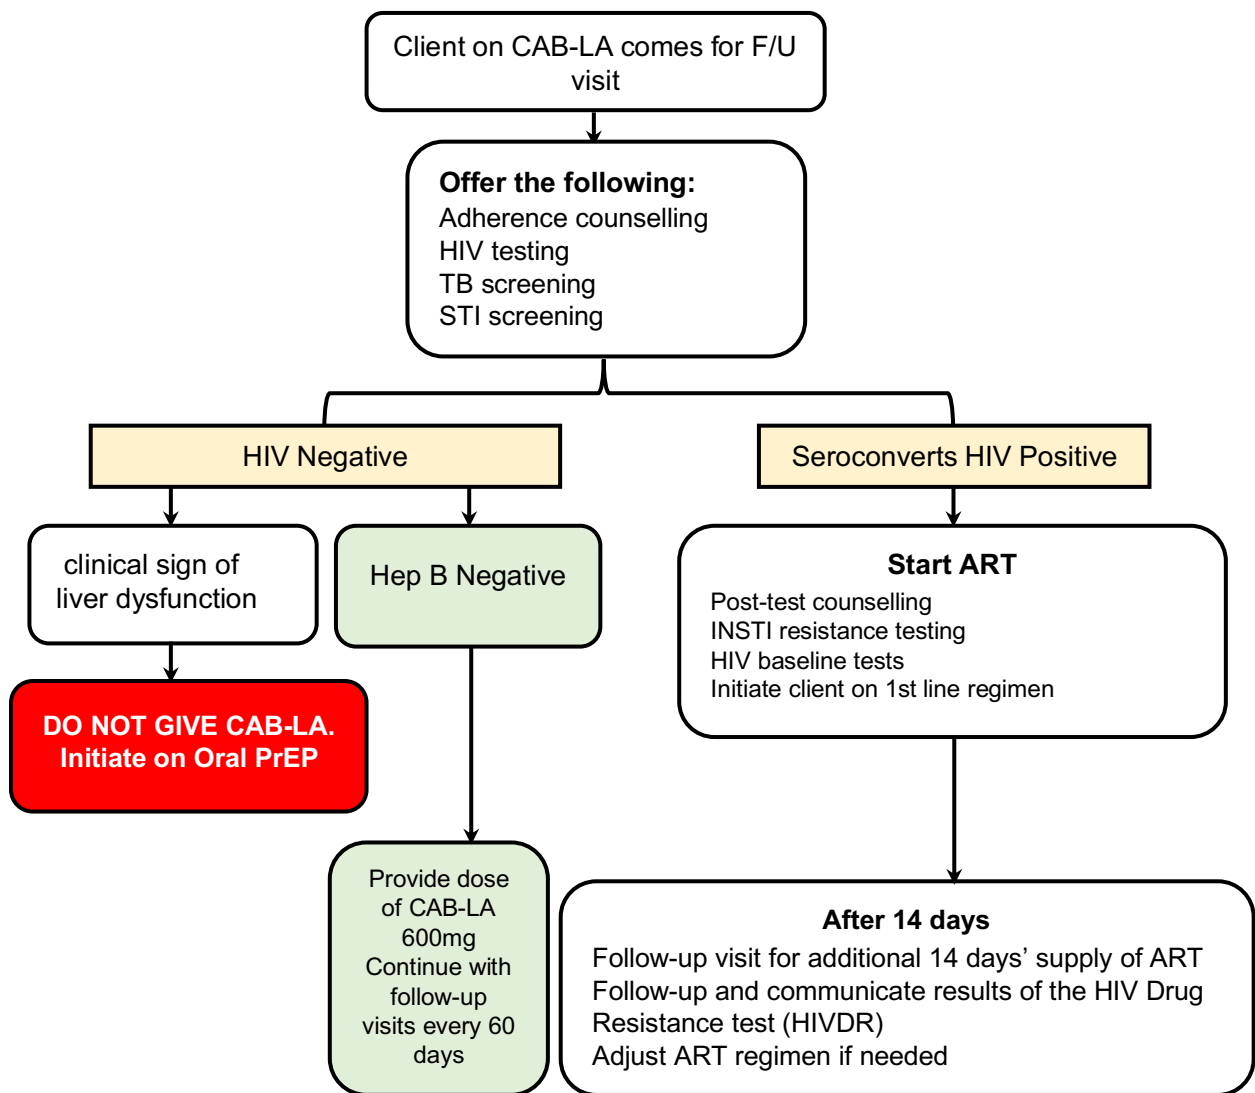 Client on CAB-LA comes for F/U
visit
Offer the following:
Adherence counselling
HIV testing
TB screening
STI screening
HIV Negative
Seroconverts HIV Positive
clinical sign of
liver dysfunction
Hep B Negative
Start ART
Post-test counselling
INSTI resistance testing
HIV baseline tests
Initiate client on 1st line regimen
DO NOT GIVE CAB-LA.
Initiate on Oral PrEP
Provide dose
of CAB-LA
600mg
Continue with
follow-up
visits every 60
days
After 14 days
Follow-up visit for additional 14 days’ supply of ART
Follow-up and communicate results of the HIV Drug
Resistance test (HIVDR)
Adjust ART regimen if needed